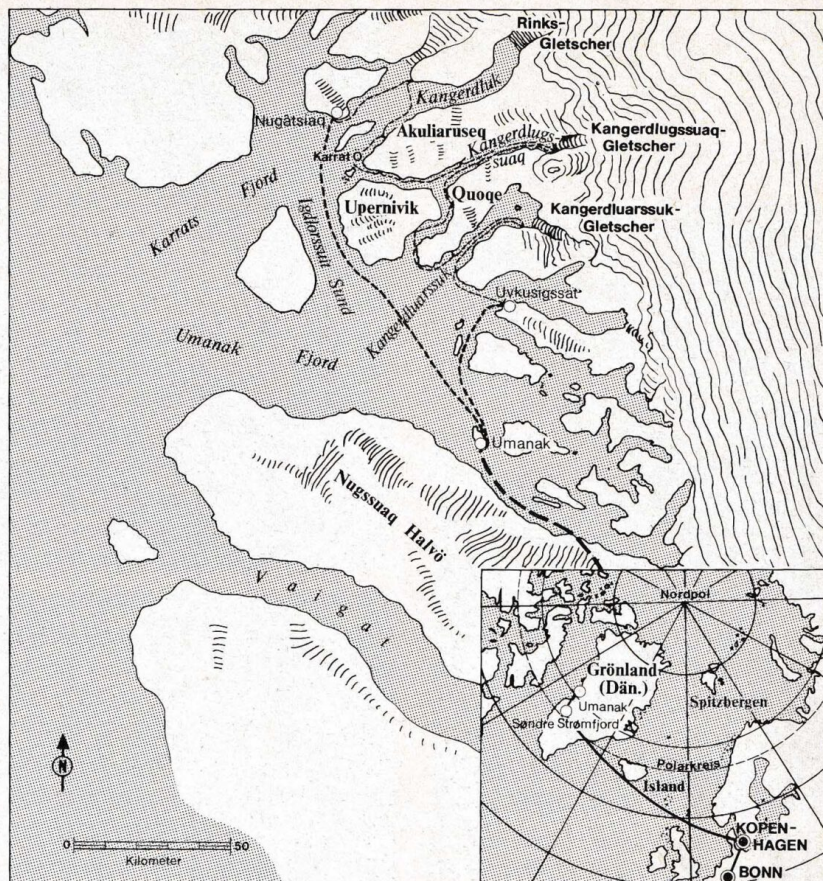 Rinks-
Gletscher
Kangerdluk
Nugâtsiaq
Akuliaruseq
Kangerdlugs-
suaq
Kangerdlugssuaq-
Gletscher
Karrat O.
Karrats Fjord
Upernivik
Quoqe
Kangerdluarssuk-
Gletscher
Igdlorssuit Sund
Kangerdluarssuk
Uvkusigssat
Umanak Fjord
Umanak
Nugssuaq Halvö
Vaigat
N
0 50
Kilometer
Nordpol
Grönland
(Dän.)
Umanak
Søndre Strømfjord
Spitzbergen
Polarkreis
Island
KOPEN-
HAGEN
BONN